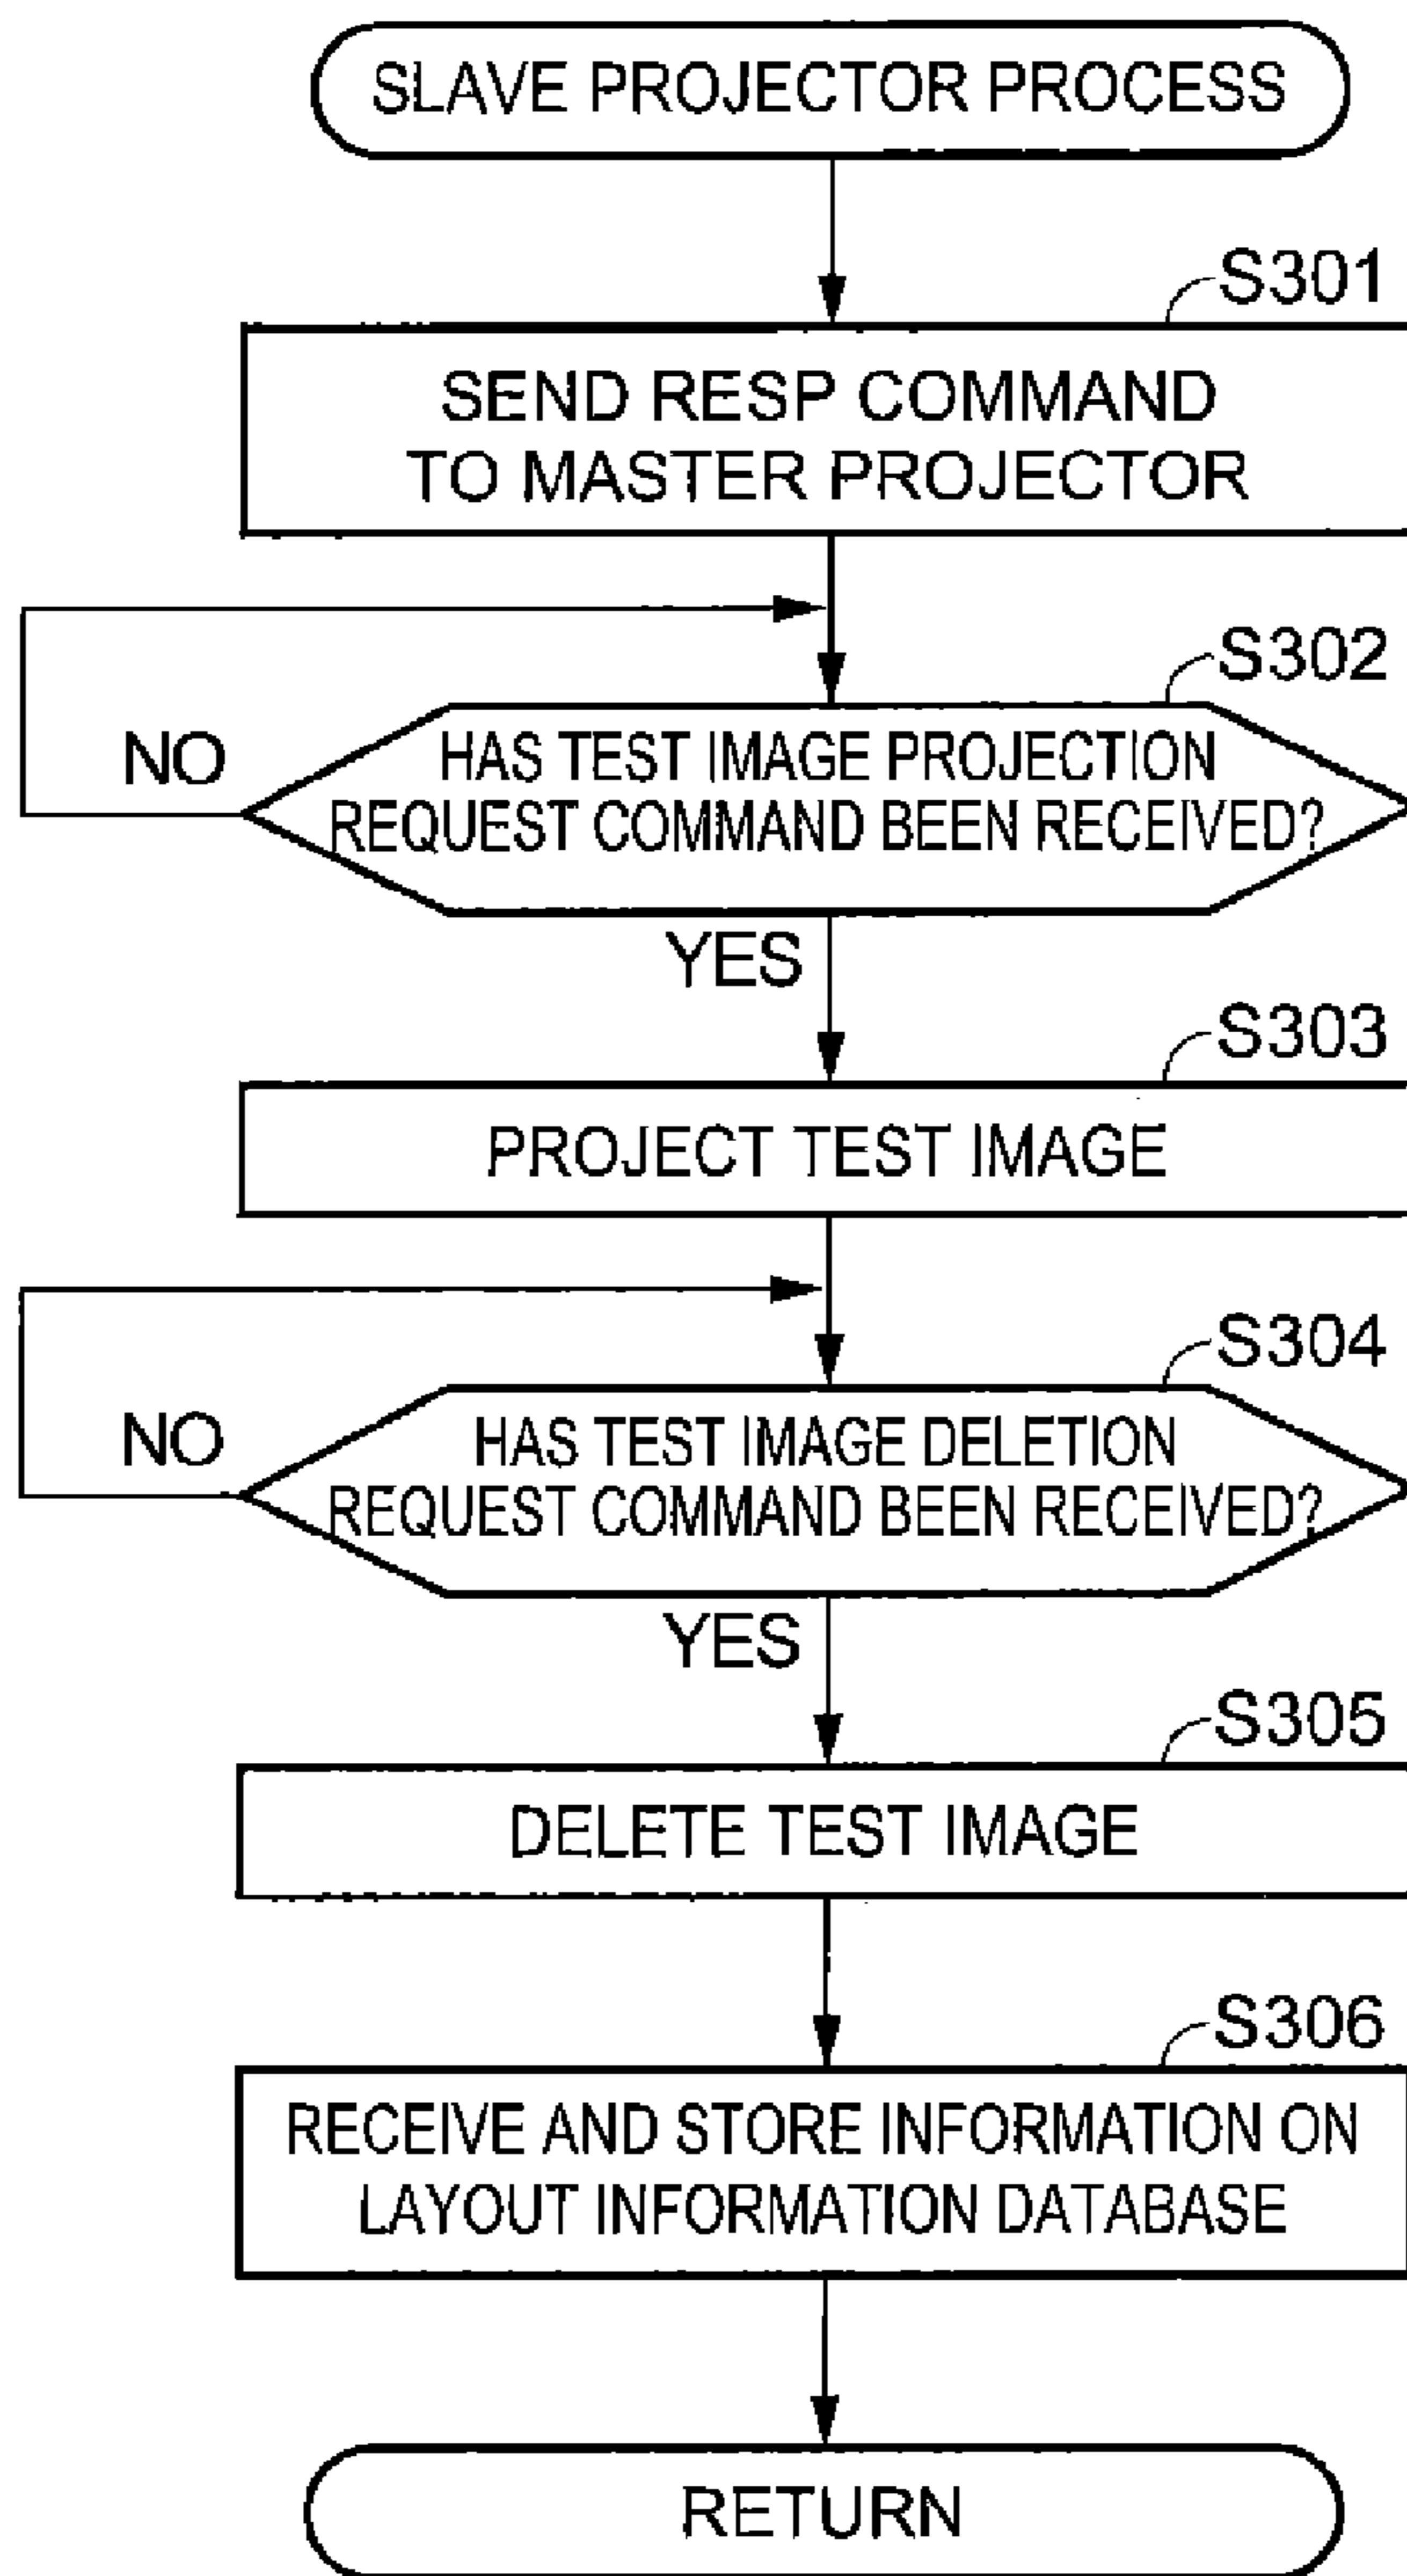 SLAVE PROJECTOR PROCESS
S301
SEND RESP COMMAND
TO MASTER PROJECTOR
S302
NO
HAS TEST IMAGE PROJECTION
REQUEST COMMAND BEEN RECEIVED?
YES
S303
PROJECT TEST IMAGE
S304
NO
HAS TEST IMAGE DELETION
REQUEST COMMAND BEEN RECEIVED?
YES
S305
DELETE TEST IMAGE
S306
RECEIVE AND STORE INFORMATION ON
LAYOUT INFORMATION DATABASE
RETURN